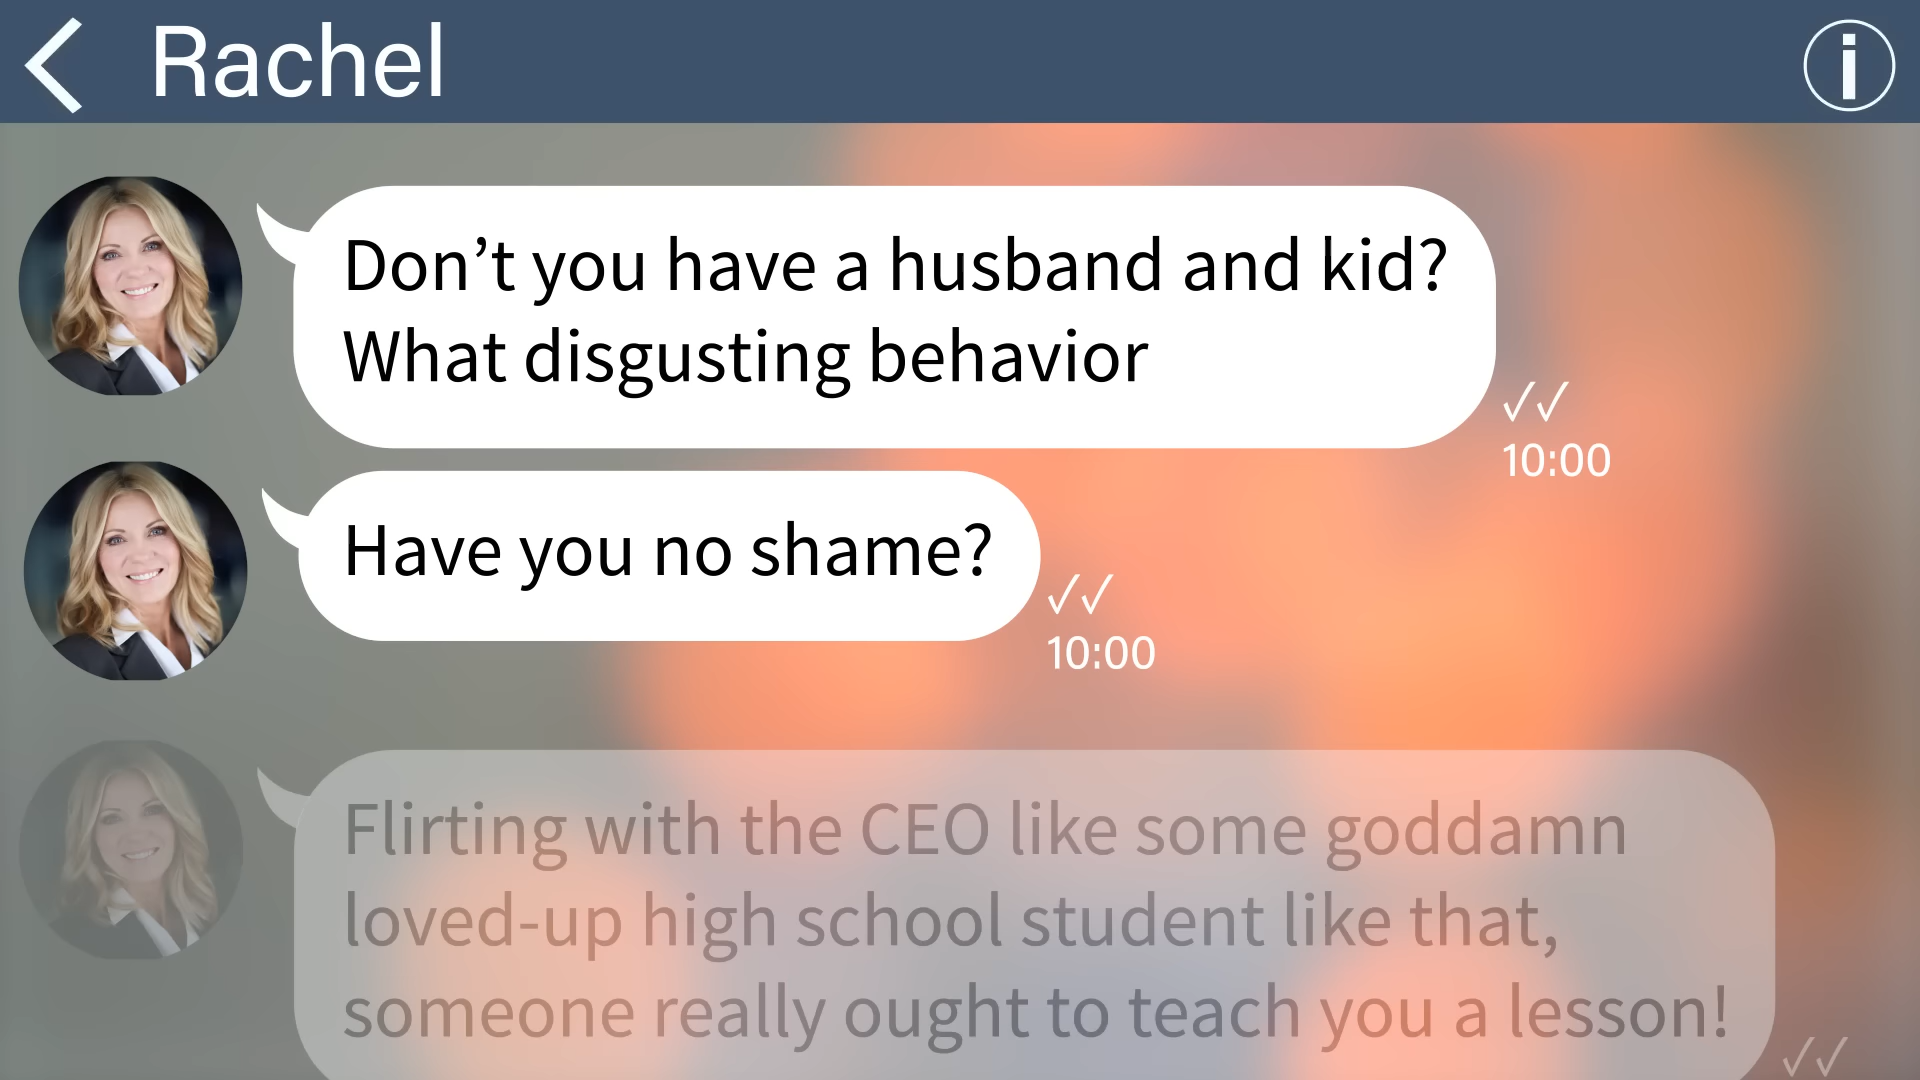 Rachel
Don’t you have a husband and kid?
What disgusting behavior
✓✓
10:00
Have you no shame?
✓✓
10:00
Flirting with the CEO like some goddamn
loved-up high school student like that,
someone really ought to teach you a lesson!
✓✓